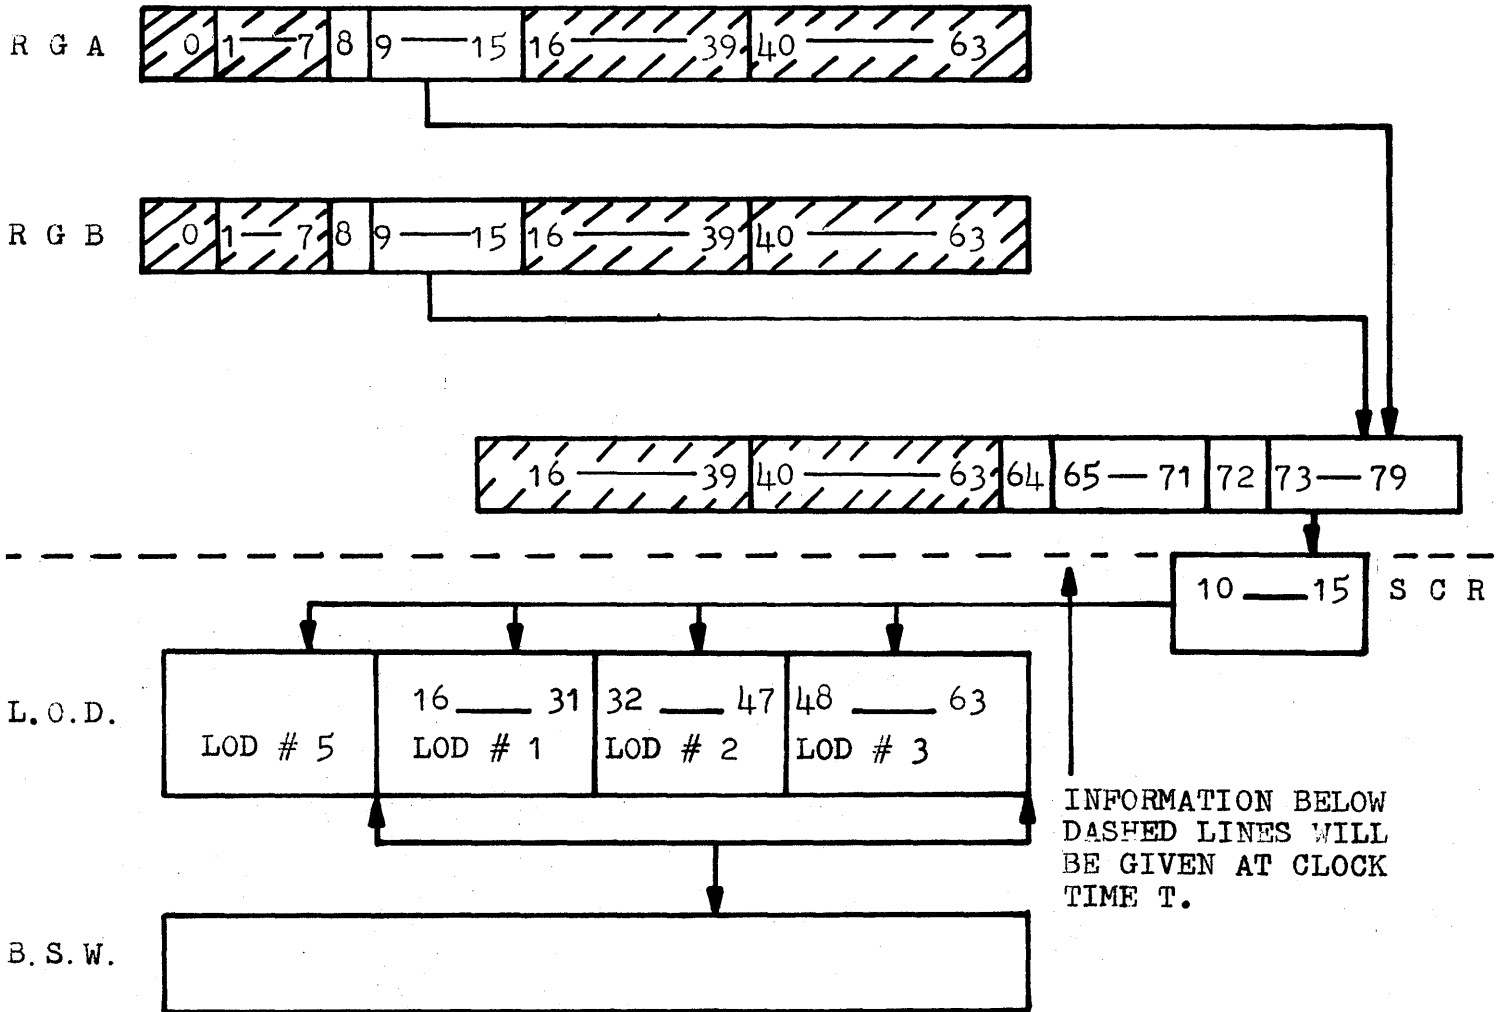 R G A 0 1—7 8 9—15 16—39 40—63
R G B 0 1—7 8 9—15 16—39 40—63
16—39 40—63 64 65—71 72 73—79
10—15 S C R
L.O.D.
16—31 32—47 48—63
LOD # 5 LOD # 1 LOD # 2 LOD # 3
INFORMATION BELOW
DASHED LINES WILL
BE GIVEN AT CLOCK
TIME T.
B.S.W.